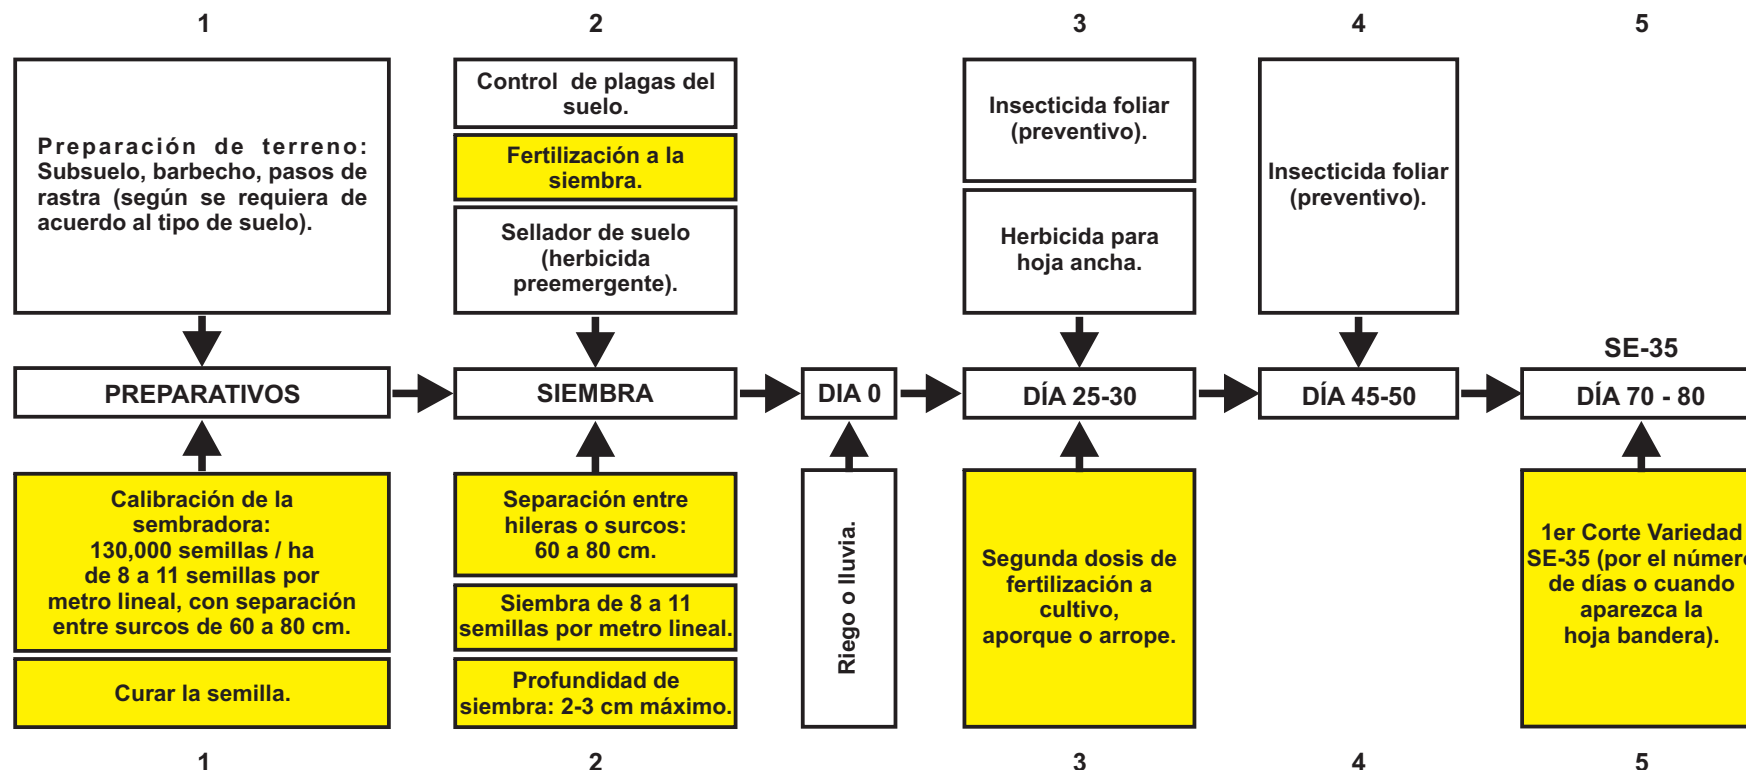 1
2
3
4
5
Preparación de terreno:
Subsuelo, barbecho, pasos de
rastra (según se requiera de
acuerdo al tipo de suelo).
Control de plagas del
suelo.
Fertilización a la
siembra.
Sellador de suelo
(herbicida
preemergente).
Insecticida foliar
(preventivo).
Herbicida para
hoja ancha.
Insecticida foliar
(preventivo).
SE-35
PREPARATIVOS
SIEMBRA
DIA 0
DÍA 25-30
DÍA 45-50
DÍA 70 - 80
Calibración de la
sembradora:
130,000 semillas / ha
de 8 a 11 semillas por
metro lineal, con separación
entre surcos de 60 a 80 cm.
Curar la semilla.
Separación entre
hileras o surcos:
60 a 80 cm.
Siembra de 8 a 11
semillas por metro lineal.
Profundidad de
siembra: 2-3 cm máximo.
Riego o lluvia.
Segunda dosis de
fertilización a
cultivo,
aporque o arrope.
1er Corte Variedad
SE-35 (por el número
de días o cuando
aparezca la
hoja bandera).
1
2
3
4
5